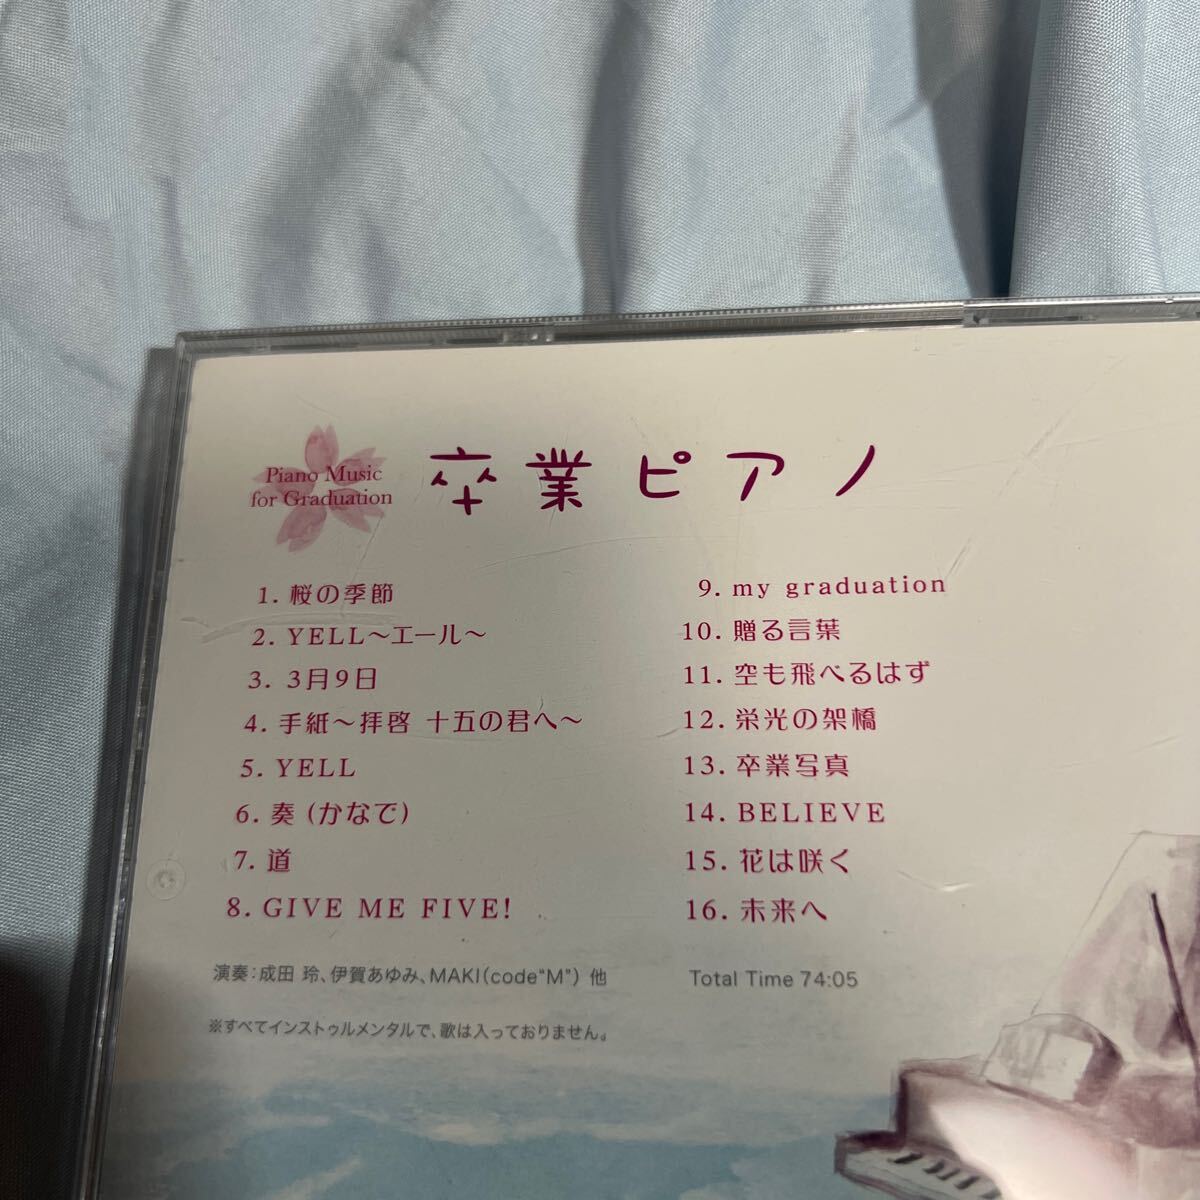 Piano Music
for Graduation
卒業ピアノ
1. 桜の季節
2. YELL〜エール〜
3. 3月9日
4. 手紙〜拝啓 十五の君へ〜
5. YELL
6. 奏(かなで)
7. 道
8. GIVE ME FIVE!
9. my graduation
10. 贈る言葉
11. 空も飛べるはず
12. 栄光の架橋
13. 卒業写真
14. BELIEVE
15. 花は咲く
16. 未来へ
演奏:成田 玲、伊賀あゆみ、MAKI(code“M”) 他
Total Time 74:05
※すべてインストゥルメンタルで、歌は入っておりません。